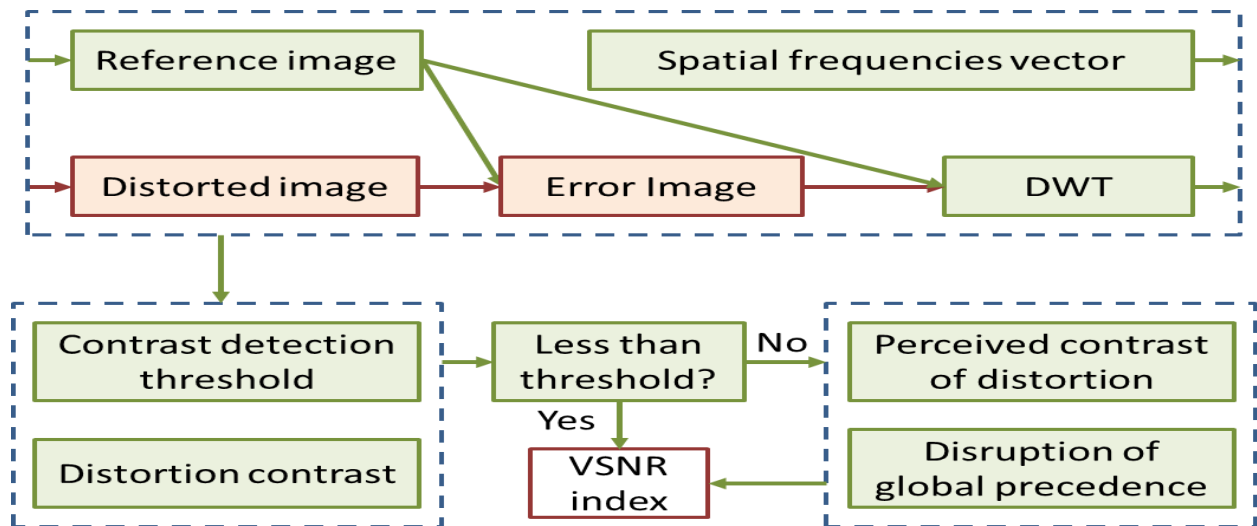 Reference image
Spatial frequencies vector
Distorted image
Error Image
DWT
Contrast detection
threshold
Distortion contrast
Less than
threshold?
No
Yes
VSNR
index
Perceived contrast
of distortion
Disruption of
global precedence